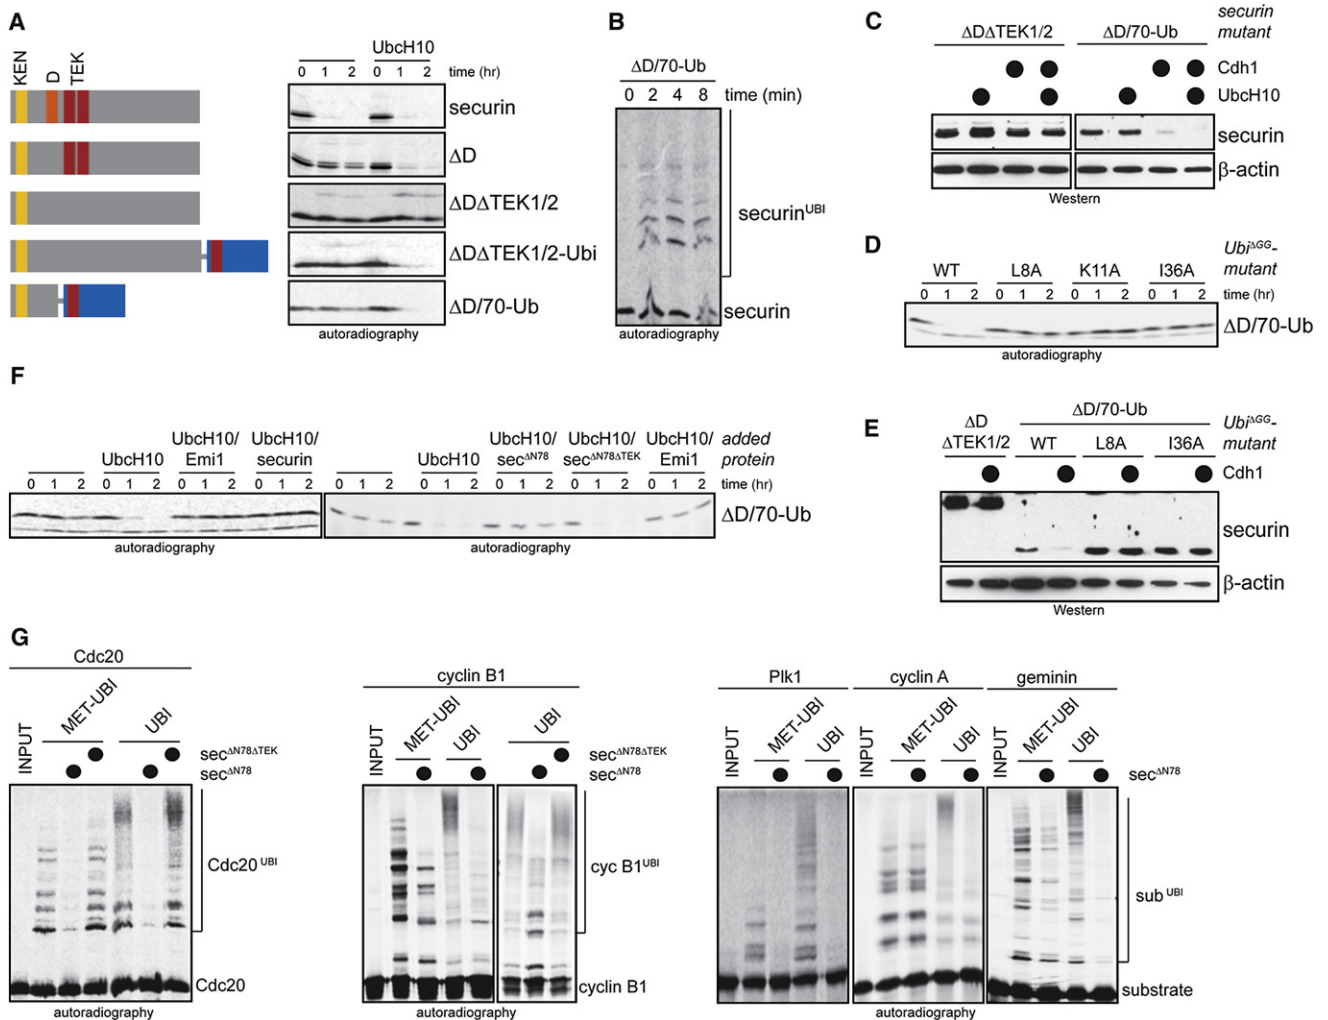 A
KEN
D
TEK
UbcH10
0 1 2 0 1 2 time (hr)
securin
ΔD
ΔDΔTEK1/2
ΔDΔTEK1/2-Ubi
ΔD/70-Ub
autoradiography
B
ΔD/70-Ub
0 2 4 8 time (min)
securinᵁᴮᴵ
securin
autoradiography
C
securin
mutant
ΔDΔTEK1/2 ΔD/70-Ub
Cdh1
UbcH10
securin
β-actin
Western
D
Ubi^ΔGG-
mutant
WT L8A K11A I36A
0 1 2 0 1 2 0 1 2 0 1 2 time (hr)
ΔD/70-Ub
autoradiography
E
ΔD/70-Ub
ΔD
ΔTEK1/2
WT L8A I36A
Ubi^ΔGG-
mutant
Cdh1
securin
β-actin
Western
F
UbcH10
UbcH10/
Emi1
UbcH10/
securin
UbcH10
UbcH10/
sec^ΔN78
UbcH10/
sec^ΔN78ΔTEK
UbcH10/
Emi1
added
protein
0 1 2 0 1 2 0 1 2 0 1 2 0 1 2 0 1 2 0 1 2 0 1 2 0 1 2 time (hr)
ΔD/70-Ub
autoradiography
autoradiography
G
Cdc20
INPUT
MET-UBI
UBI
sec^ΔN78ΔTEK
sec^ΔN78
Cdc20^UBI
Cdc20
autoradiography
cyclin B1
INPUT
MET-UBI
UBI
UBI
sec^ΔN78ΔTEK
sec^ΔN78
cyc B1^UBI
cyclin B1
autoradiography
Plk1 cyclin A geminin
INPUT
MET-UBI
UBI
INPUT
MET-UBI
UBI
INPUT
MET-UBI
UBI
sec^ΔN78
sub^UBI
substrate
autoradiography